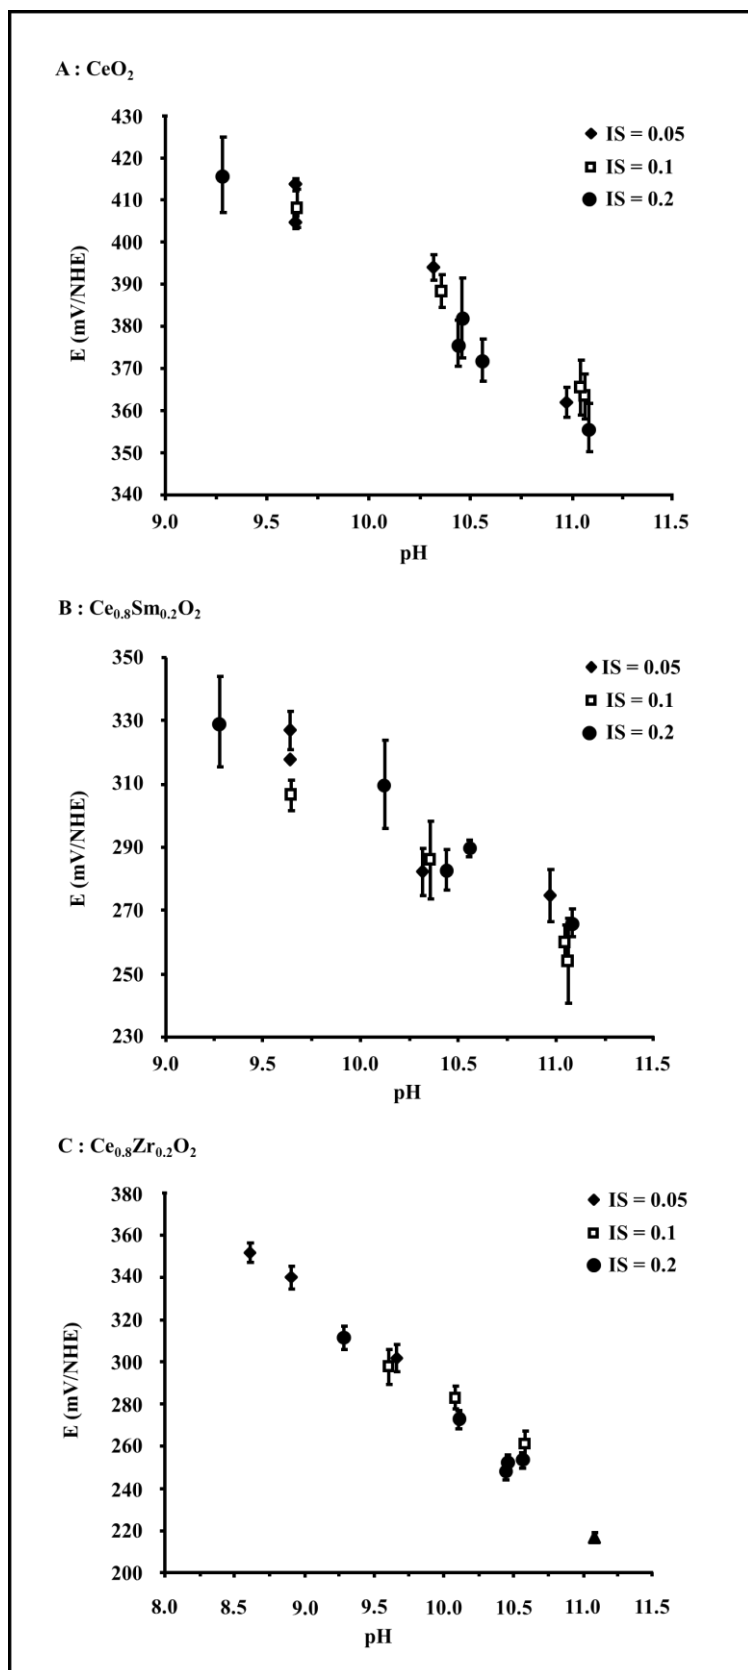 A : CeO₂
430
420
410
400
390
380
370
360
350
340
E (mV/NHE)
IS = 0.05
IS = 0.1
IS = 0.2
9.0 9.5 10.0 10.5 11.0 11.5
pH
B : Ce₀.₈Sm₀.₂O₂
350
330
310
290
270
250
230
E (mV/NHE)
IS = 0.05
IS = 0.1
IS = 0.2
9.0 9.5 10.0 10.5 11.0 11.5
pH
C : Ce₀.₈Zr₀.₂O₂
380
360
340
320
300
280
260
240
220
200
E (mV/NHE)
IS = 0.05
IS = 0.1
IS = 0.2
8.0 8.5 9.0 9.5 10.0 10.5 11.0 11.5
pH